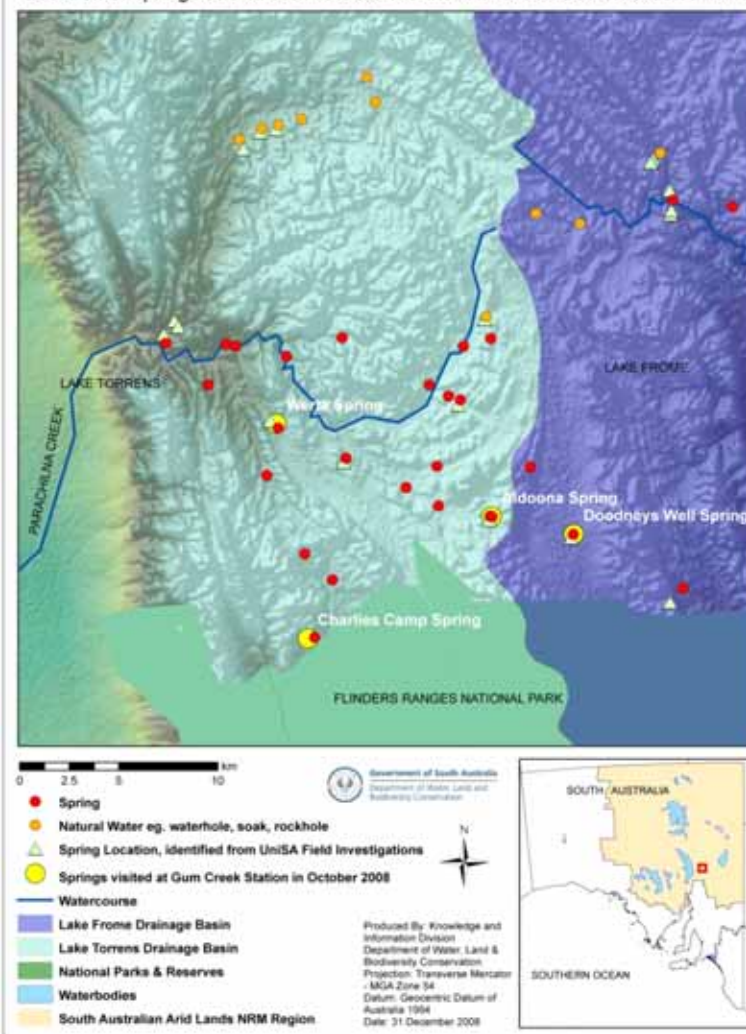 LAKE TORRENS
LAKE FROME
PARACHILNA CREEK
Spring
Aldoona Spring
Doodneys Well Spring
Charlies Camp Spring
FLINDERS RANGES NATIONAL PARK
km
0 2.5 5 10
Government of South Australia
Department of Water, Land and
Biodiversity Conservation
Spring
Natural Water eg. waterhole, soak, rockhole
Spring Location, identified from UniSA Field Investigations
Springs visited at Gum Creek Station in October 2008
Watercourse
Lake Frome Drainage Basin
Lake Torrens Drainage Basin
National Parks & Reserves
Waterbodies
South Australian Arid Lands NRM Region
N
Produced By: Knowledge and
Information Division
Department of Water, Land &
Biodiversity Conservation
Projection: Transverse Mercator
- MGA Zone 54
Datum: Geocentric Datum of
Australia 1994
Date: 31 December 2008
SOUTH AUSTRALIA
SOUTHERN OCEAN